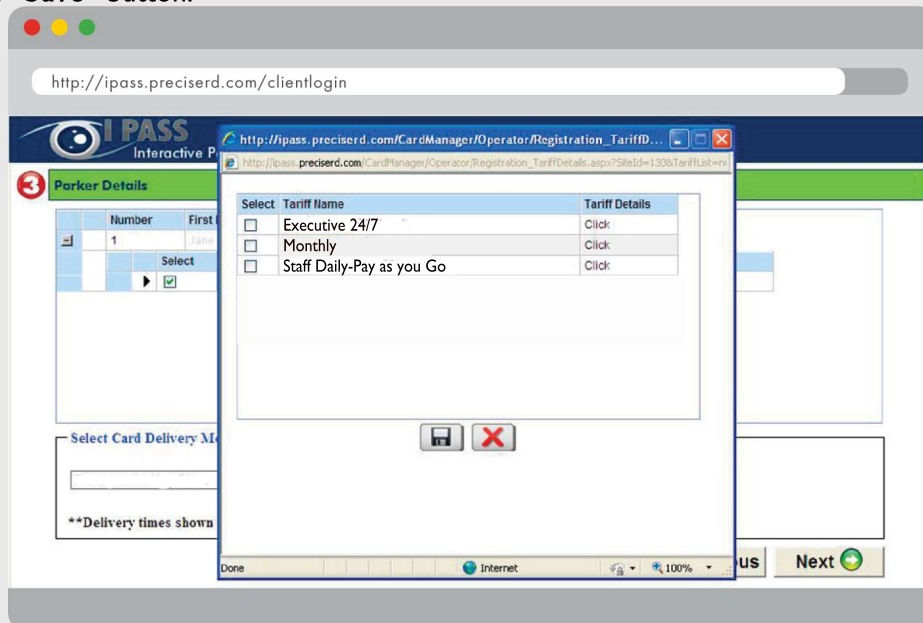 "Save" button.
http://ipass.preciserd.com/clientlogin
I PASS
Interactive P
http://ipass.preciserd.com/CardManager/Operator/Registration_TariffD...
http://ipass.preciserd.com/CardManager/Operator/Registration_TariffDetails.aspx?SiteId=130&TariffList=n
3 Parker Details
Number First
1 Jane
Select
Select Tariff Name Tariff Details
Executive 24/7 Click
Monthly Click
Staff Daily-Pay as you Go Click
Select Card Delivery M
**Delivery times shown
Done Internet 100%
us Next